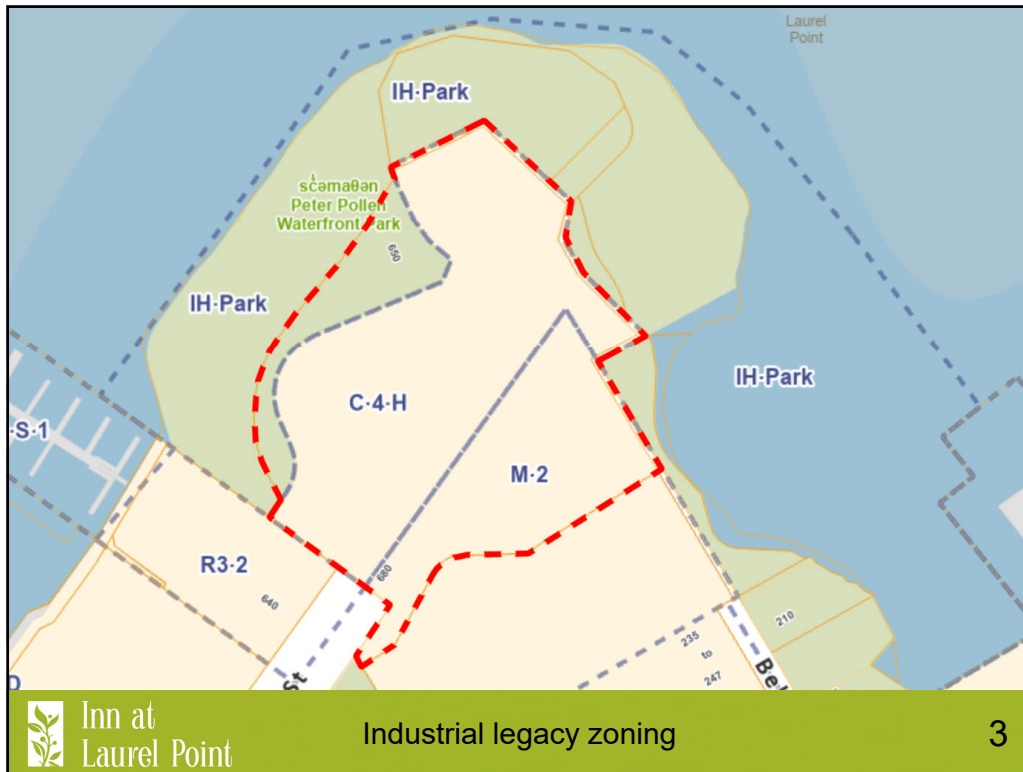 Laurel
Point
IH-Park
sc̓əmaθən
Peter Pollen
Waterfront Park
650
IH-Park
IH-Park
C-4-H
-S-1
M-2
R3-2
680
640
210
235
to
247
D
St
Bel
Inn at
Laurel Point
Industrial legacy zoning
3